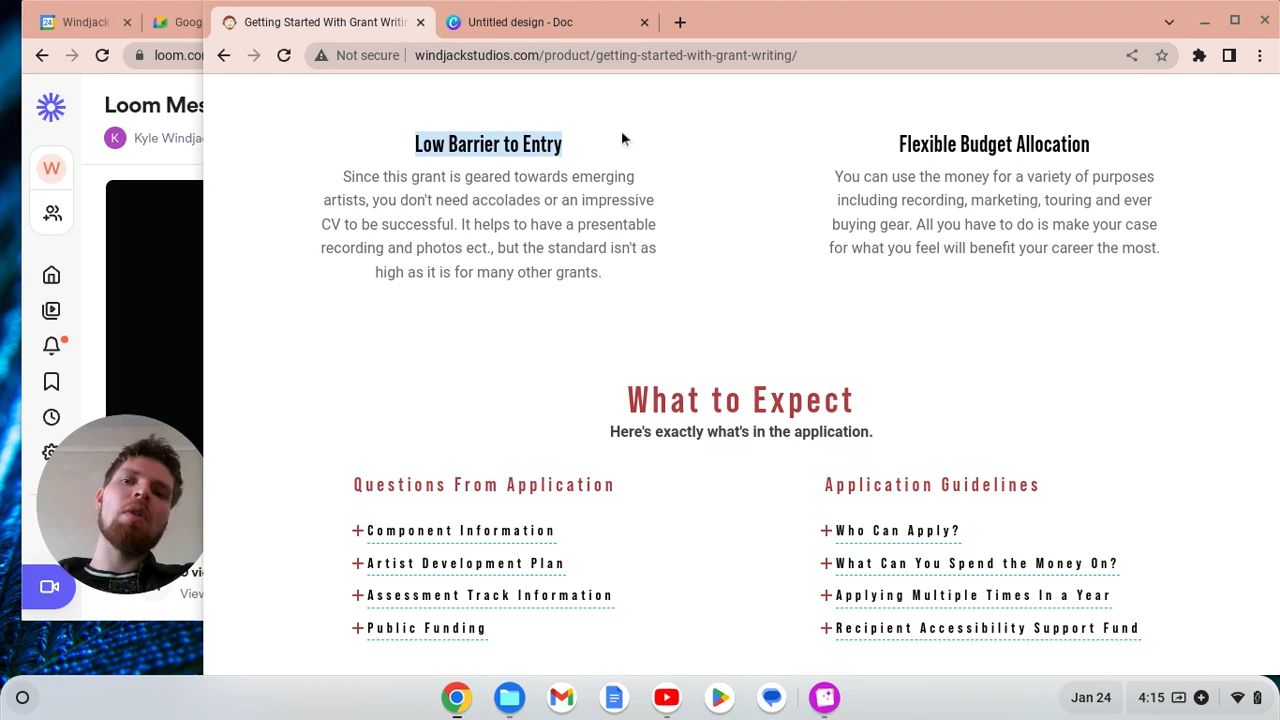 Windjack
Goog
Getting Started With Grant Writin
Untitled design - Doc
loom.co
Not secure
windjackstudios.com/product/getting-started-with-grant-writing/
Loom Mes
K
Kyle Windja
W
Low Barrier to Entry
Since this grant is geared towards emerging
artists, you don't need accolades or an impressive
CV to be successful. It helps to have a presentable
recording and photos ect., but the standard isn't as
high as it is for many other grants.
Flexible Budget Allocation
You can use the money for a variety of purposes
including recording, marketing, touring and ever
buying gear. All you have to do is make your case
for what you feel will benefit your career the most.
What to Expect
Here's exactly what's in the application.
Questions From Application
+Component Information
+Artist Development Plan
+Assessment Track Information
+Public Funding
Application Guidelines
+Who Can Apply?
+What Can You Spend the Money On?
+Applying Multiple Times In a Year
+Recipient Accessibility Support Fund
Jan 24
4:15